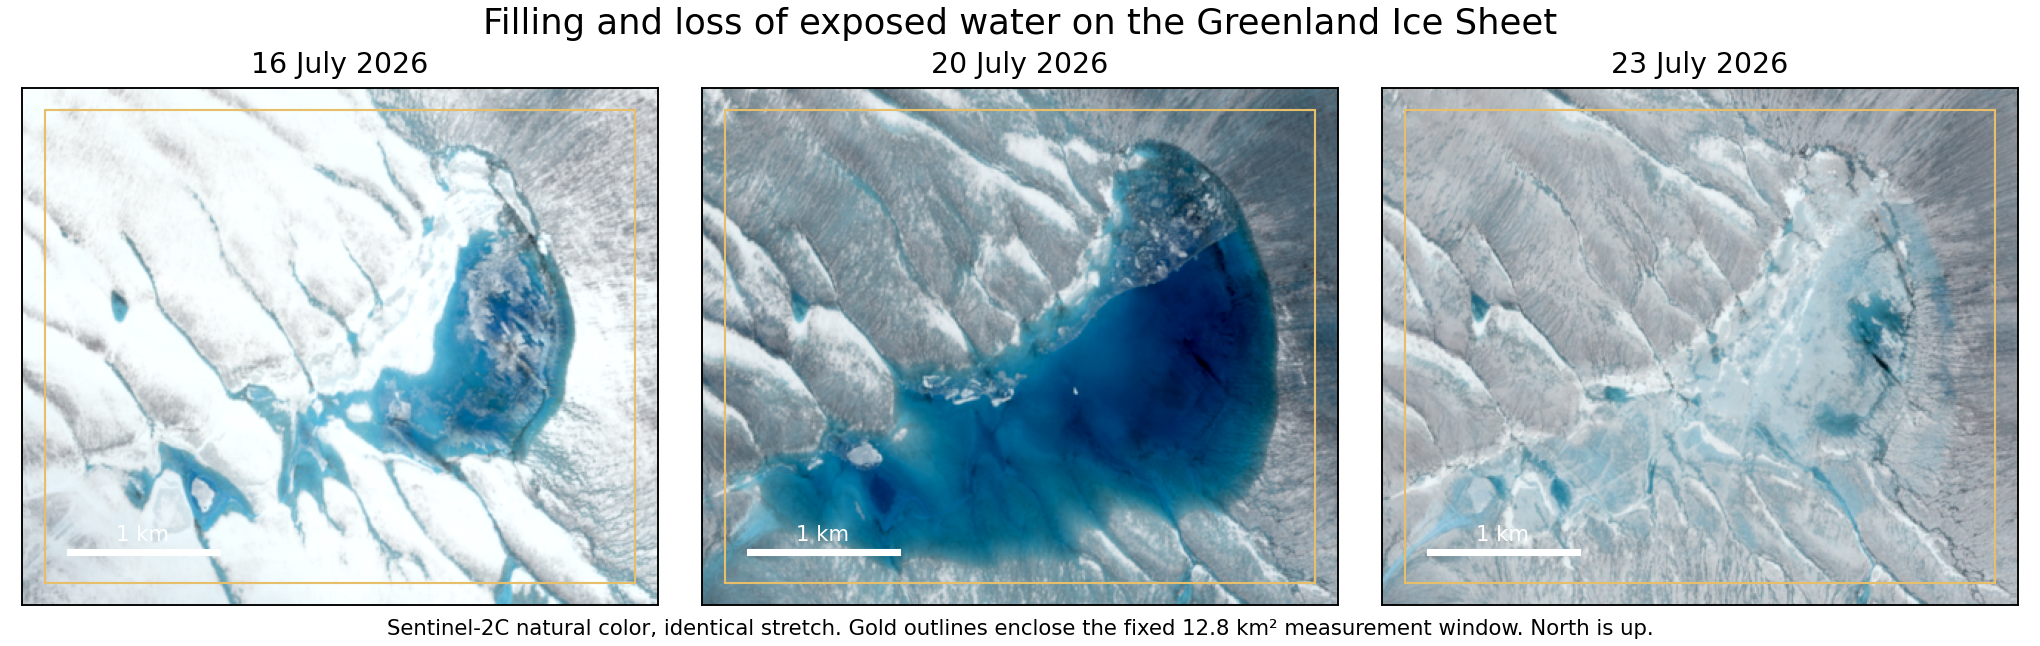 Filling and loss of exposed water on the Greenland Ice Sheet
16 July 2026
20 July 2026
23 July 2026
1 km
1 km
1 km
Sentinel-2C natural color, identical stretch. Gold outlines enclose the fixed 12.8 km² measurement window. North is up.